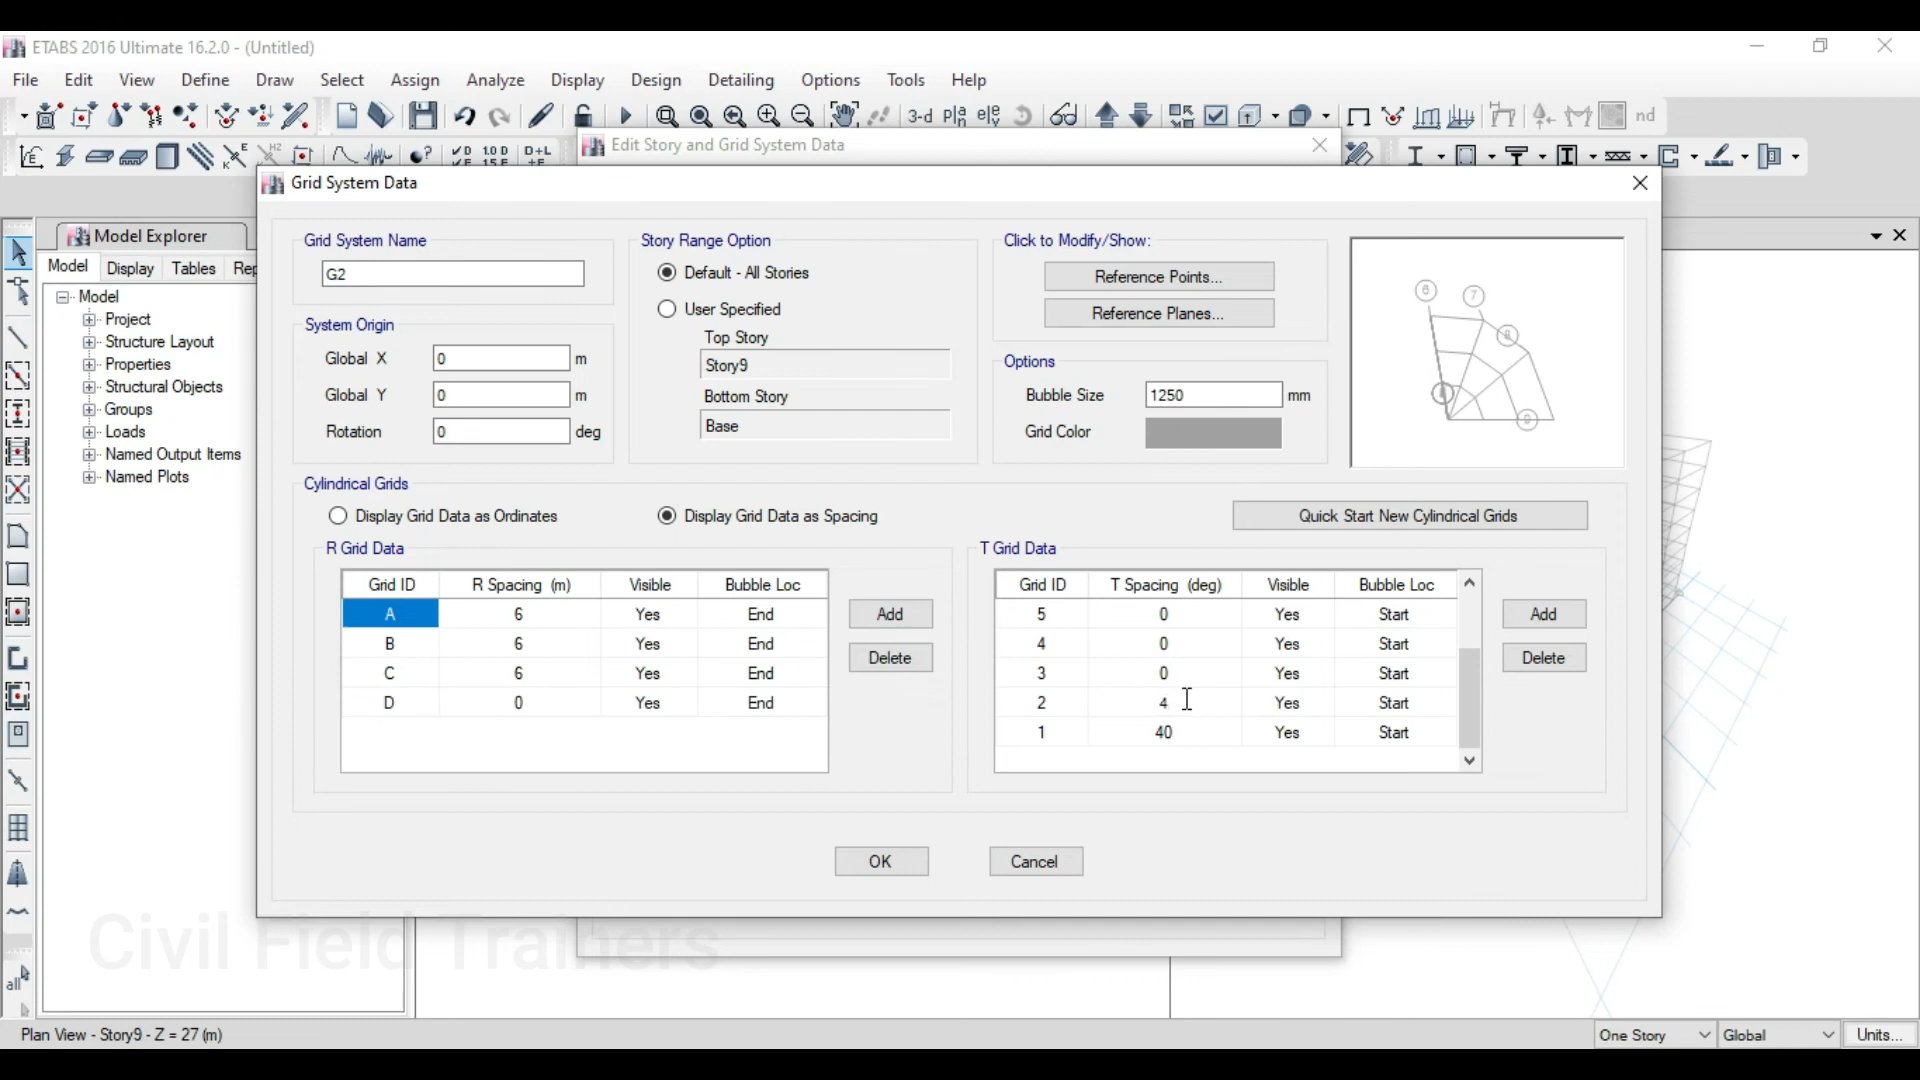 ETABS 2016 Ultimate 16.2.0 - (Untitled)
File Edit View Define Draw Select Assign Analyze Display Design Detailing Options Tools Help
3-d nd
Edit Story and Grid System Data
Grid System Data
Model Explorer
Model Display Tables Rep
Model
Project
Structure Layout
Properties
Structural Objects
Groups
Loads
Named Output Items
Named Plots
Grid System Name
G2
System Origin
Global X 0 m
Global Y 0 m
Rotation 0 deg
Story Range Option
Default - All Stories
User Specified
Top Story
Story9
Bottom Story
Base
Click to Modify/Show:
Reference Points...
Reference Planes...
Options
Bubble Size 1250 mm
Grid Color
6 7
8
9
Cylindrical Grids
Display Grid Data as Ordinates Display Grid Data as Spacing Quick Start New Cylindrical Grids
R Grid Data
Grid ID R Spacing (m) Visible Bubble Loc
A 6 Yes End
B 6 Yes End
C 6 Yes End
D 0 Yes End
Add
Delete
T Grid Data
Grid ID T Spacing (deg) Visible Bubble Loc
5 0 Yes Start
4 0 Yes Start
3 0 Yes Start
2 4 Yes Start
1 40 Yes Start
Add
Delete
OK Cancel
Civil Field Trainers
all
Plan View - Story9 - Z = 27 (m) One Story Global Units...